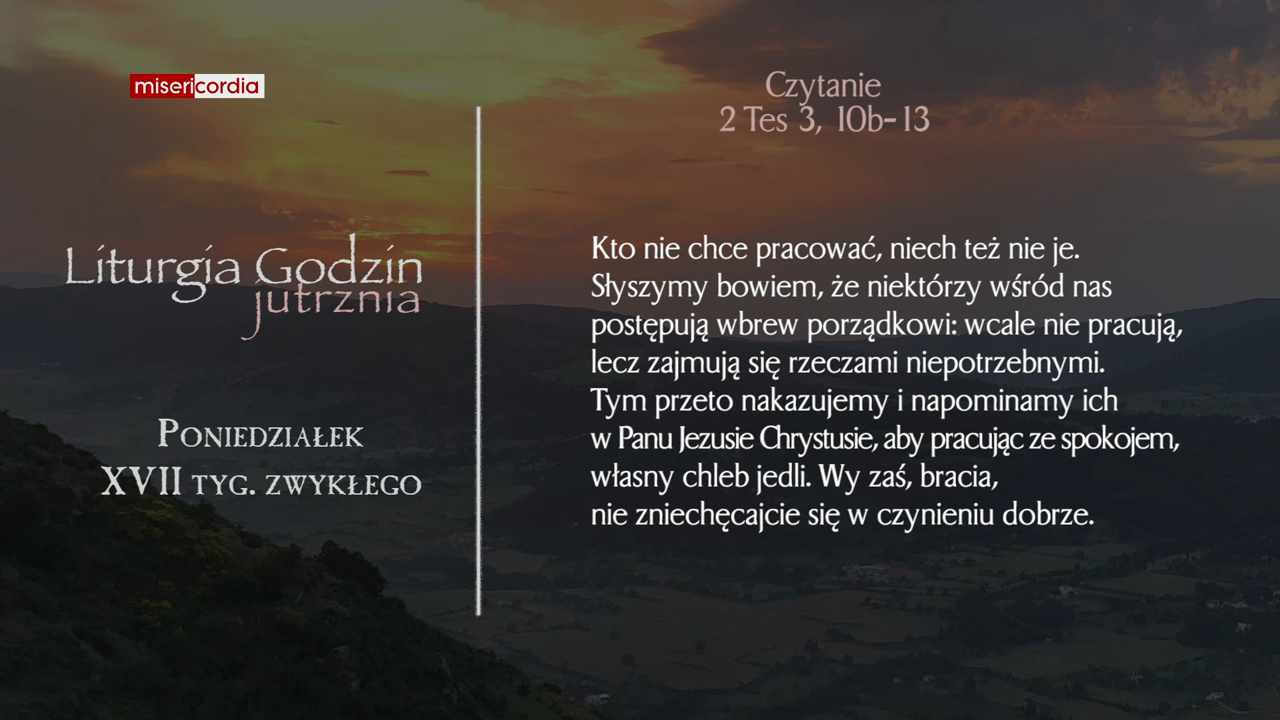 misericordia
Liturgia Godzin
jutrznia
Poniedziałek
XVII tyg. zwykłego
Czytanie
2 Tes 3, 10b-13
Kto nie chce pracować, niech też nie je.
Słyszymy bowiem, że niektórzy wśród nas
postępują wbrew porządkowi: wcale nie pracują,
lecz zajmują się rzeczami niepotrzebnymi.
Tym przeto nakazujemy i napominamy ich
w Panu Jezusie Chrystusie, aby pracując ze spokojem,
własny chleb jedli. Wy zaś, bracia,
nie zniechęcajcie się w czynieniu dobrze.